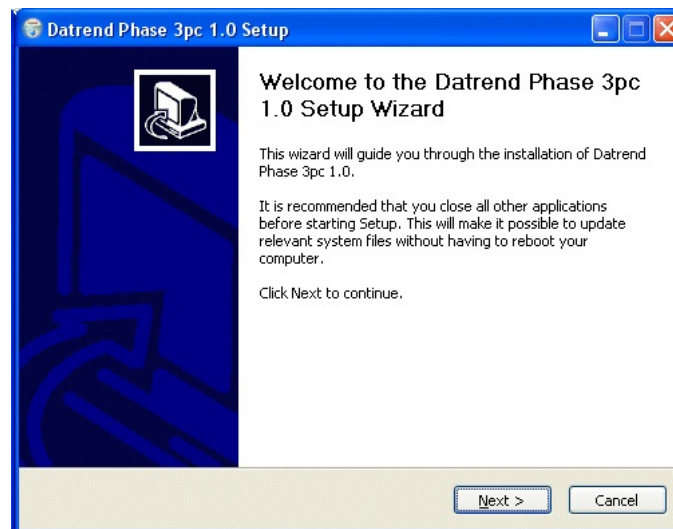 Datrend Phase 3pc 1.0 Setup
Welcome to the Datrend Phase 3pc
1.0 Setup Wizard
This wizard will guide you through the installation of Datrend
Phase 3pc 1.0.
It is recommended that you close all other applications
before starting Setup. This will make it possible to update
relevant system files without having to reboot your
computer.
Click Next to continue.
Next > Cancel